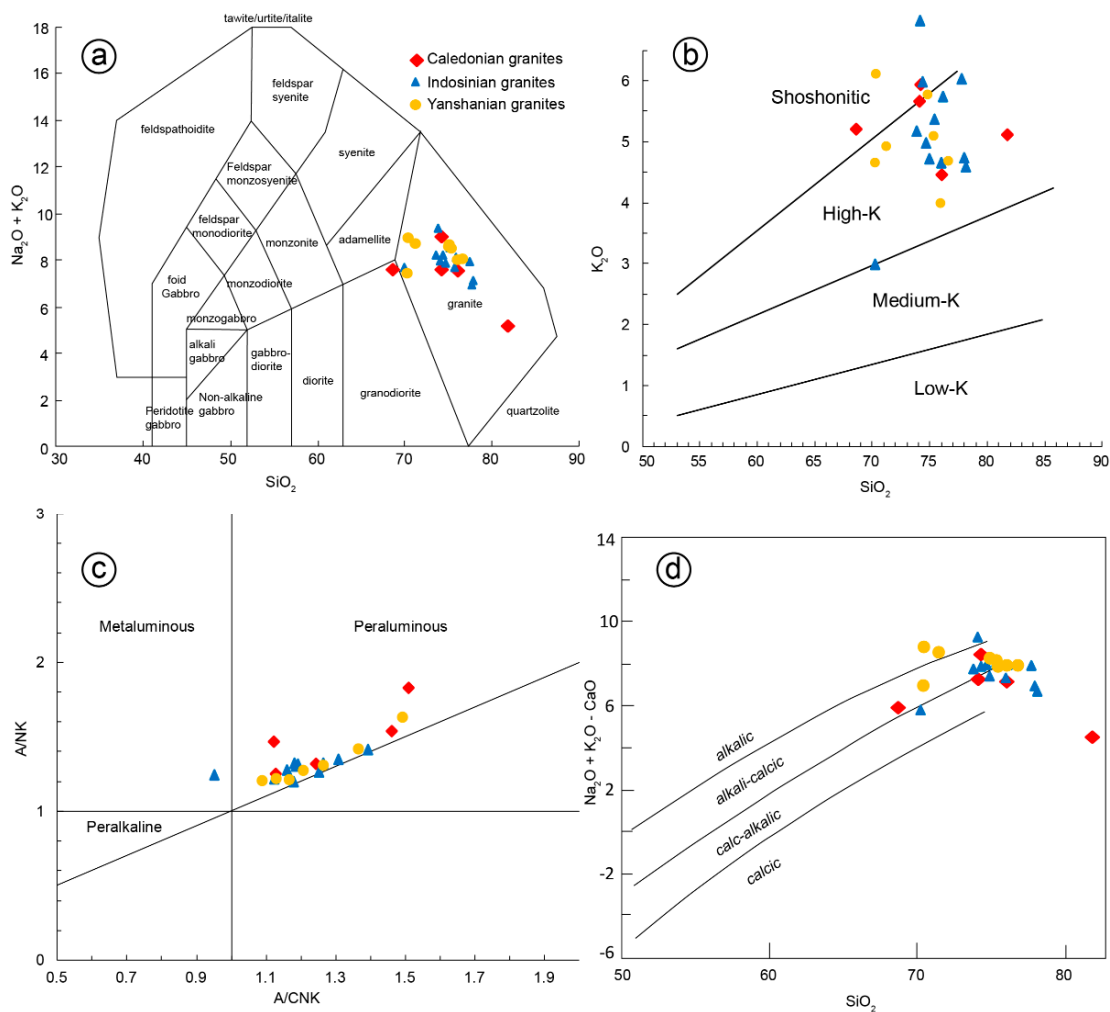 a
tawite/urtite/italite
Caledonian granites
Indosinian granites
Yanshanian granites
feldspar
syenite
feldspathoidite
syenite
Feldspar
monzosyenite
feldspar
monodiorite
monzonite
adamellite
foid
Gabbro
monzodiorite
granite
monzogabbro
alkali
gabbro
gabbro-
diorite
diorite
granodiorite
Non-alkaline
gabbro
Peridotite
gabbro
quartzolite
18
16
14
12
10
8
6
4
2
0
Na2O + K2O
30
40
50
60
70
80
90
SiO2
b
Shoshonitic
High-K
Medium-K
Low-K
6
5
4
3
2
1
0
K2O
50
55
60
65
70
75
80
85
90
SiO2
c
Metaluminous
Peraluminous
Peralkaline
3
2
1
0
A/NK
0.5
0.7
0.9
1.1
1.3
1.5
1.7
1.9
A/CNK
d
alkalic
alkali-calcic
calc-alkalic
calcic
14
10
6
2
-2
-6
Na2O + K2O - CaO
50
60
70
80
SiO2